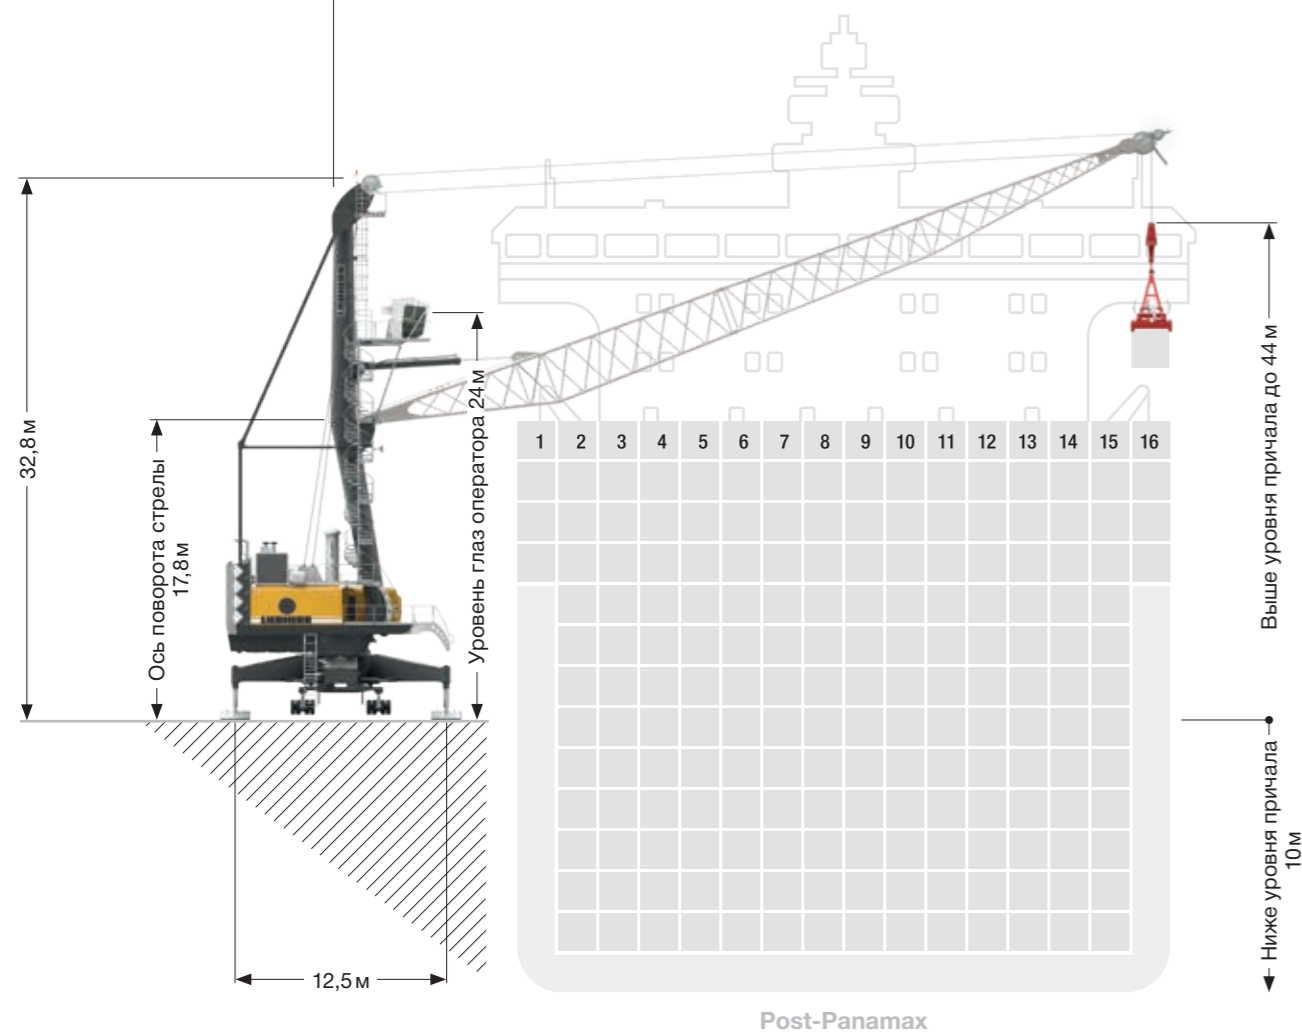 32,8 м
Ось поворота стрелы
17,8 м
Уровень глаз оператора 24 м
LIEBHERR
LIEBHERR
1 2 3 4 5 6 7 8 9 10 11 12 13 14 15 16
Выше уровня причала до 44 м
Ниже уровня причала
10 м
12,5 м
Post-Panamax